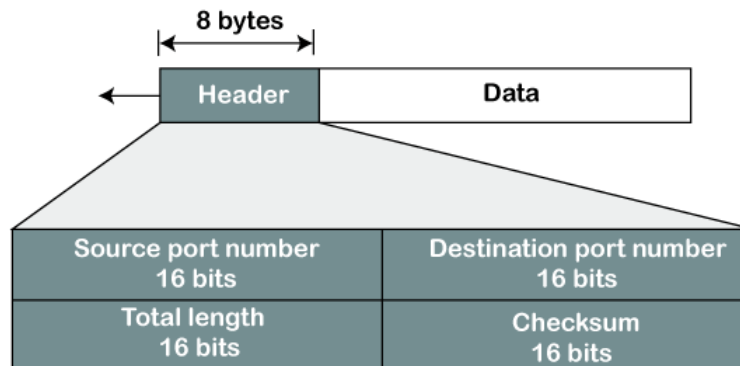 8 bytes
Header
Data
Source port number
16 bits
Destination port number
16 bits
Total length
16 bits
Checksum
16 bits